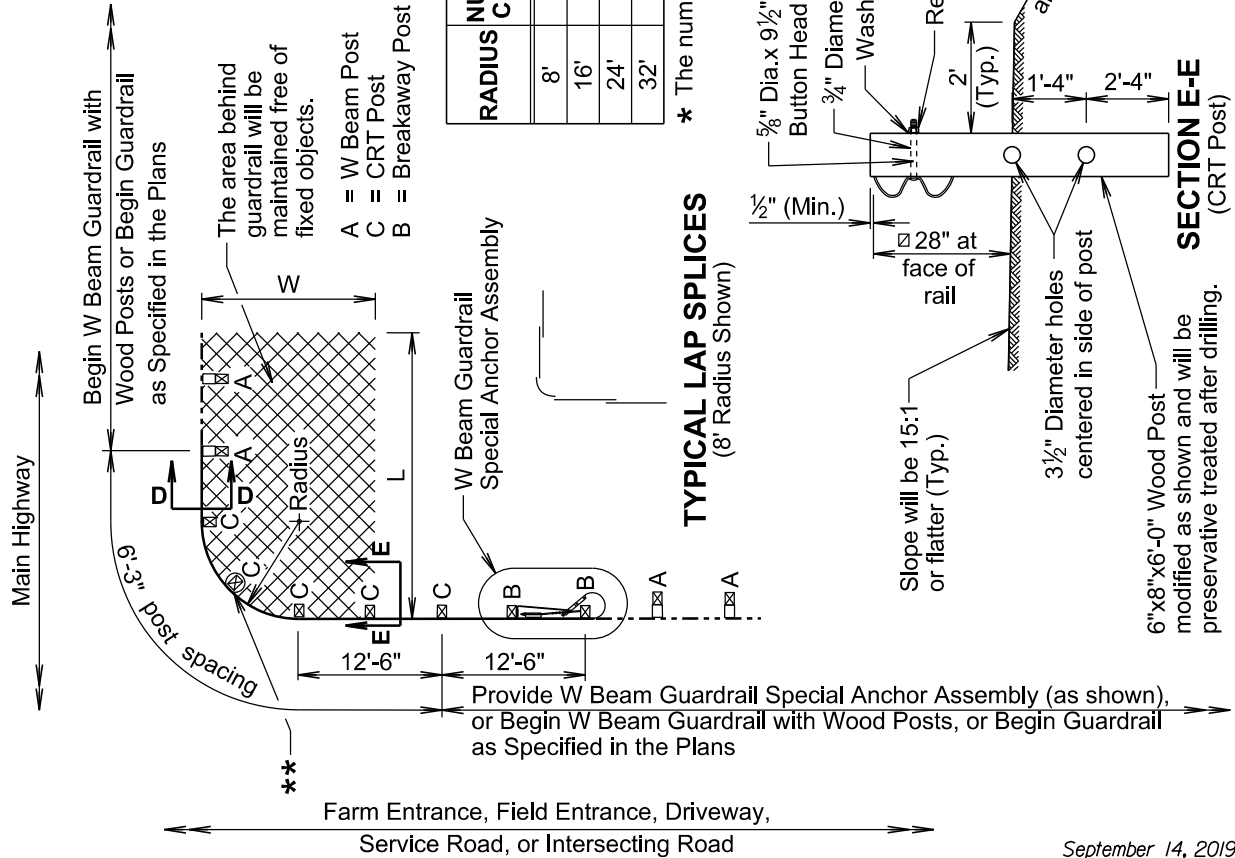 Main Highway
Begin W Beam Guardrail with
Wood Posts or Begin Guardrail
as Specified in the Plans
6'-3" post spacing
The area behind
guardrail will be
maintained free of
fixed objects.
A = W Beam Post
C = CRT Post
B = Breakaway Post
W
L
D
D
A
A
C
C
C
C
C
Radius
E
E
B
B
A
A
12'-6"
12'-6"
**
W Beam Guardrail
Special Anchor Assembly
Provide W Beam Guardrail Special Anchor Assembly (as shown),
or Begin W Beam Guardrail with Wood Posts, or Begin Guardrail
as Specified in the Plans
Farm Entrance, Field Entrance, Driveway,
Service Road, or Intersecting Road
RADIUS
8'
16'
24'
32'
* The num
TYPICAL LAP SPLICES
(8' Radius Shown)
5/8" Dia.x 9½"
Button Head
¾" Diame
Wash
Re
2'
(Typ.)
1'-4"
2'-4"
½" (Min.)
28" at
face of
rail
Slope will be 15:1
or flatter (Typ.)
3½" Diameter holes
centered in side of post
6"x8"x6'-0" Wood Post
modified as shown and will be
preservative treated after drilling.
SECTION E-E
(CRT Post)
September 14, 2019